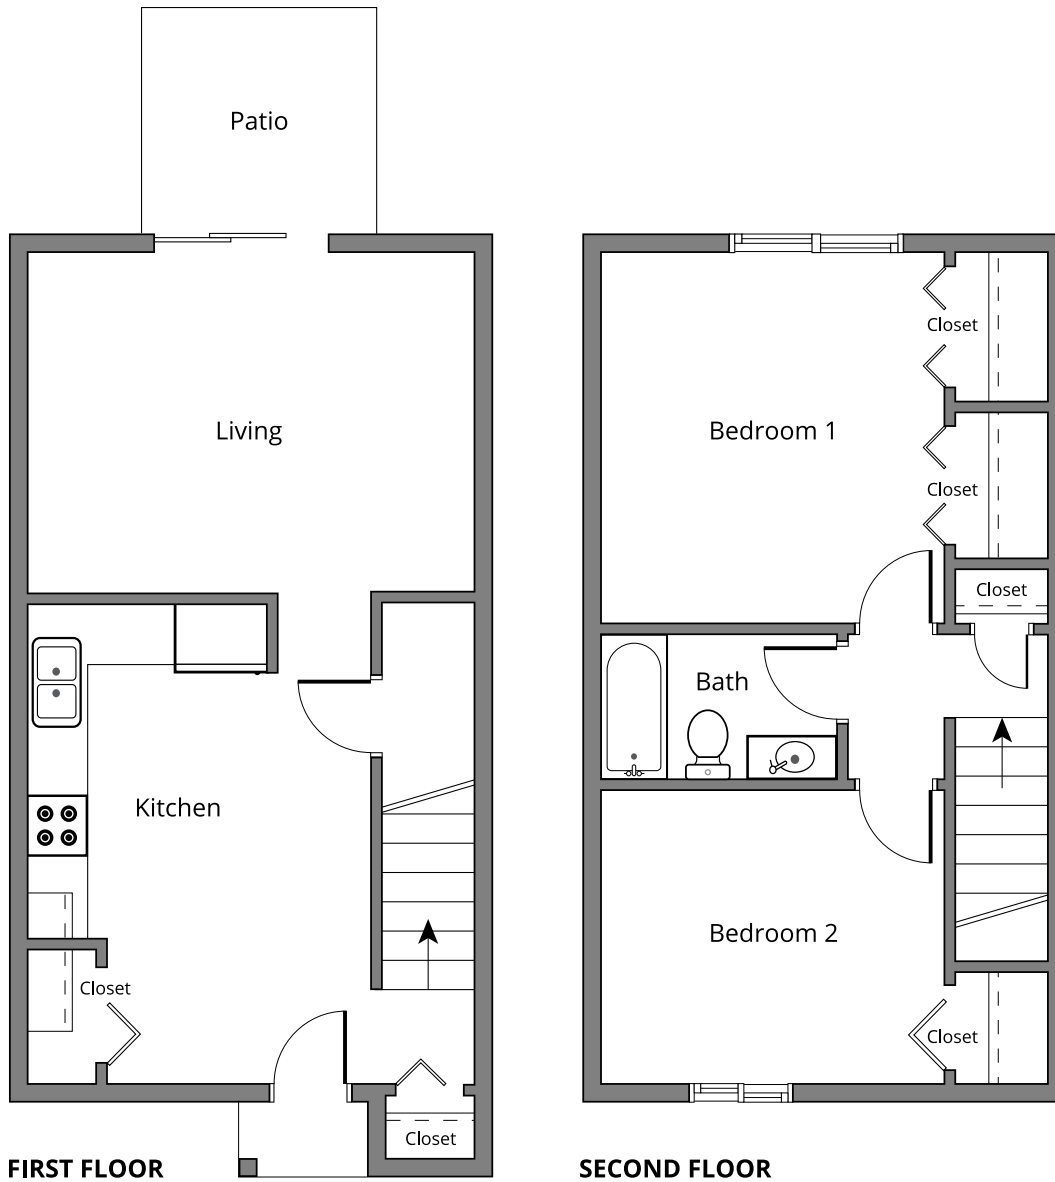 Patio
Living
Kitchen
Closet
Closet
FIRST FLOOR
Closet
Bedroom 1
Closet
Closet
Bath
Bedroom 2
Closet
SECOND FLOOR